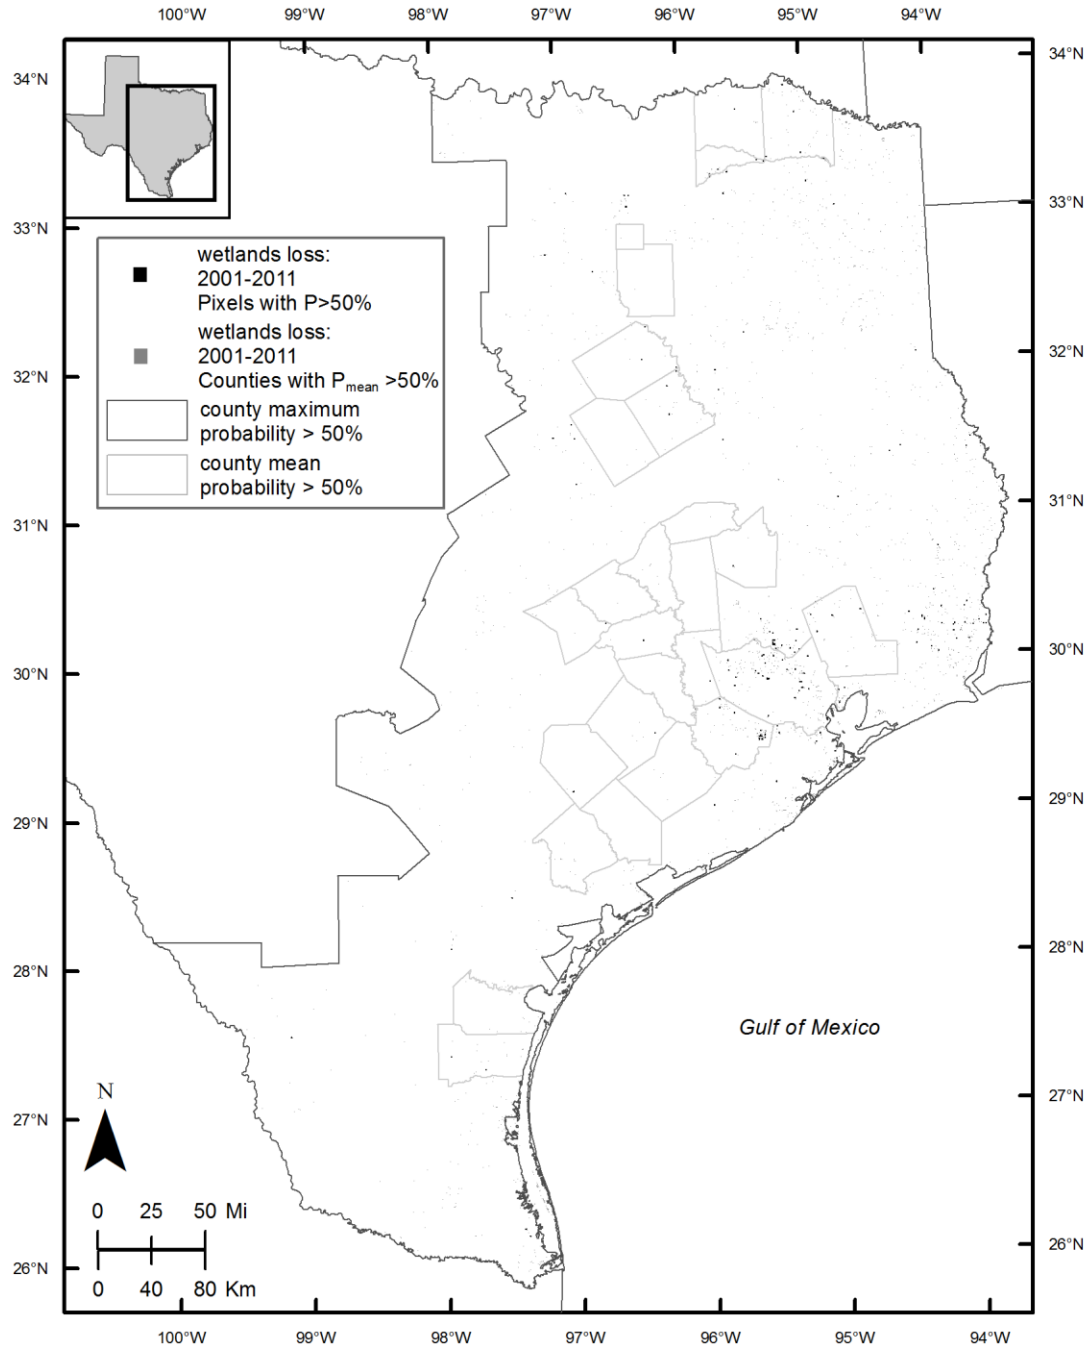 100°W 99°W 98°W 97°W 96°W 95°W 94°W
34°N 34°N
33°N 33°N
wetlands loss:
2001-2011
Pixels with P>50%
wetlands loss:
2001-2011
Counties with Pmean >50%
county maximum
probability > 50%
county mean
probability > 50%
32°N 32°N
31°N 31°N
30°N 30°N
29°N 29°N
28°N 28°N
Gulf of Mexico
27°N 27°N
N
0 25 50 Mi
0 40 80 Km
26°N 26°N
100°W 99°W 98°W 97°W 96°W 95°W 94°W